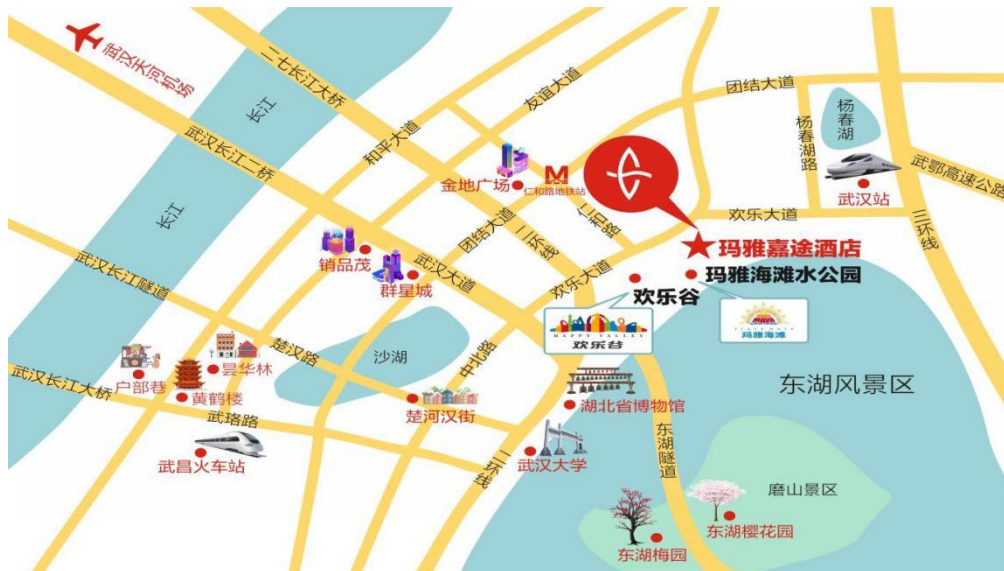 武汉天河机场
二七长江大桥
长江
武汉长江二桥
和平大道
友谊大道
团结大道
杨春湖
杨春湖路
武鄂高速公路
武汉站
三环线
金地广场
仁和路地铁站
仁和路
欢乐大道
玛雅嘉途酒店
玛雅海滩水公园
欢乐谷
HAPPY VALLEY
欢乐谷
玛雅海滩
长江
团结大道
二环线
销品茂
群星城
武汉大道
欢乐大道
武汉长江隧道
楚汉路
沙湖
中北路
昙华林
户部巷
黄鹤楼
武汉长江大桥
武珞路
武昌火车站
楚河汉街
湖北省博物馆
东湖风景区
武汉大学
二环线
东湖隧道
磨山景区
东湖樱花园
东湖梅园